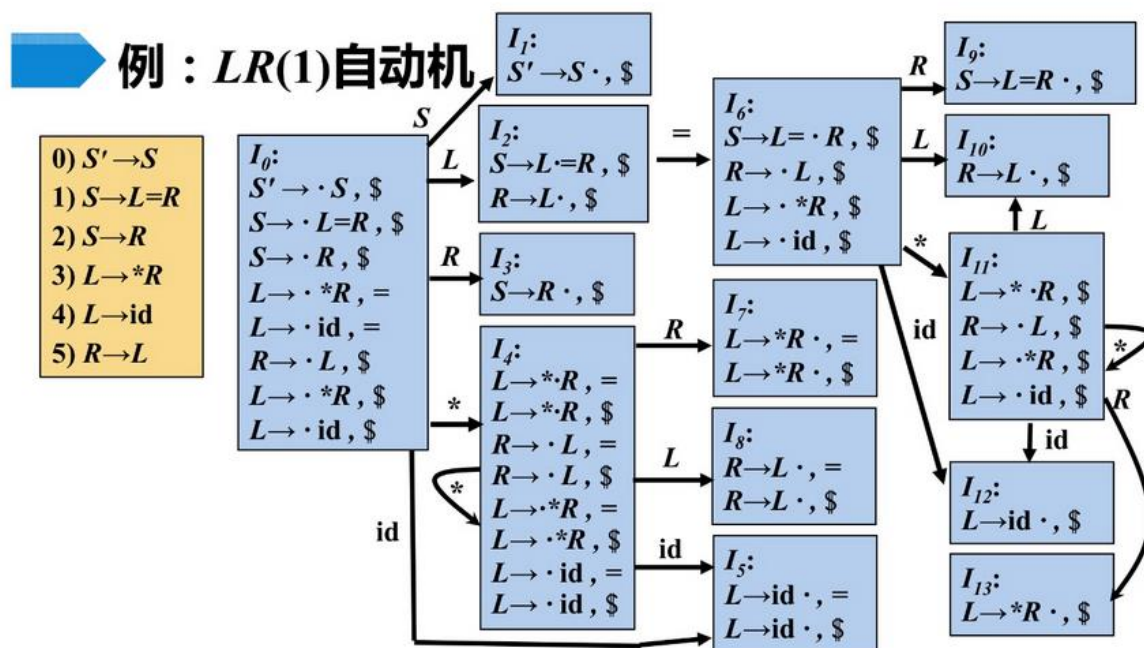 例：LR(1)自动机
0) S' →S
1) S→L=R
2) S→R
3) L→*R
4) L→id
5) R→L
I0:
S' → · S , $
S→ · L=R , $
S→ · R , $
L→ · *R , =
L→ · id , =
R→ · L , $
L→ · *R , $
L→ · id , $
S
L
R
*
id
I1:
S' →S · , $
I2:
S→L·=R , $
R→L· , $
I3:
S→R · , $
I4:
L→*·R , =
L→*·R , $
R→ · L , =
R→ · L , $
L→·*R , =
L→ ·*R , $
L→ · id , =
L→ · id , $
*
=
R
L
id
I6:
S→L= · R , $
R→ · L , $
L→ · *R , $
L→ · id , $
I7:
L→*R · , =
L→*R · , $
I8:
R→L · , =
R→L · , $
I5:
L→id · , =
L→id · , $
R
L
*
id
I9:
S→L=R · , $
I10:
R→L · , $
L
I11:
L→* ·R , $
R→ · L , $
L→ ·*R , $
L→ · id , $
*
R
id
I12:
L→id · , $
I13:
L→*R · , $